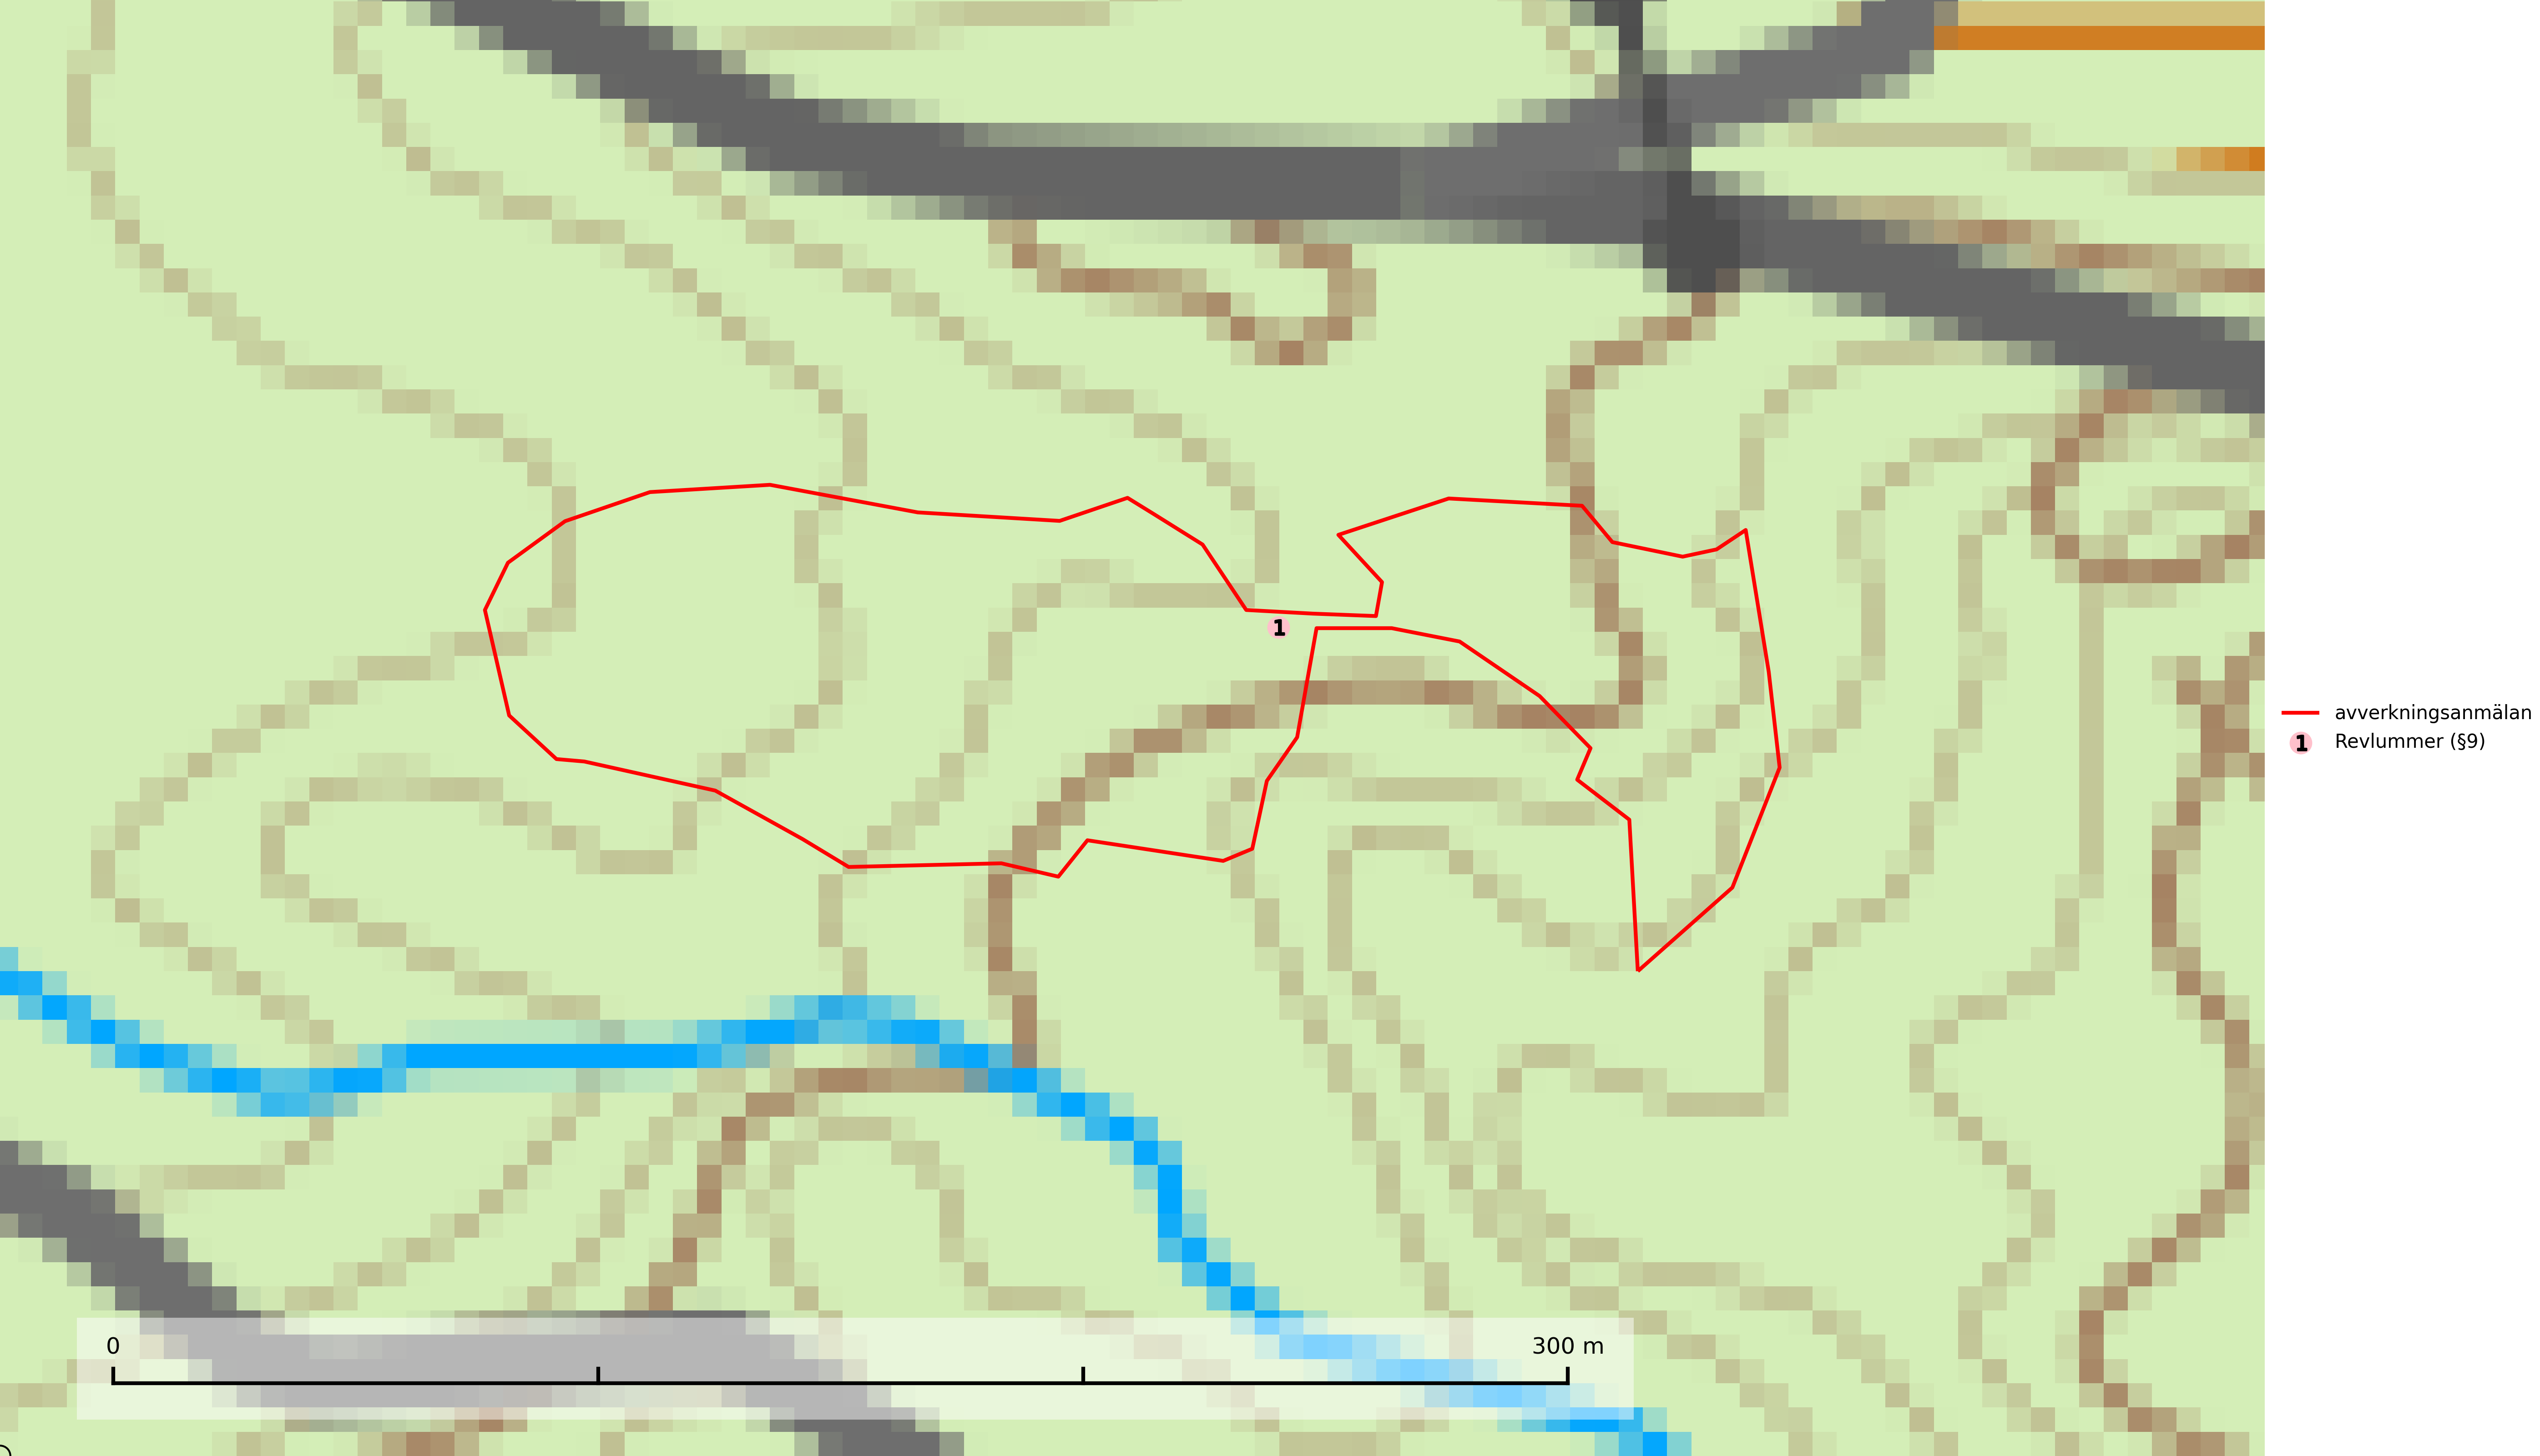 1
avverkningsanmälan
1 Revlummer (§9)
0 300 m